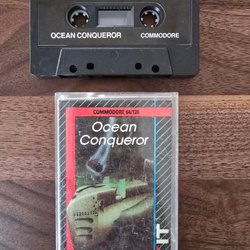 OCEAN CONQUEROR COMMODORE
COMMODORE 64/128
Ocean
Conqueror